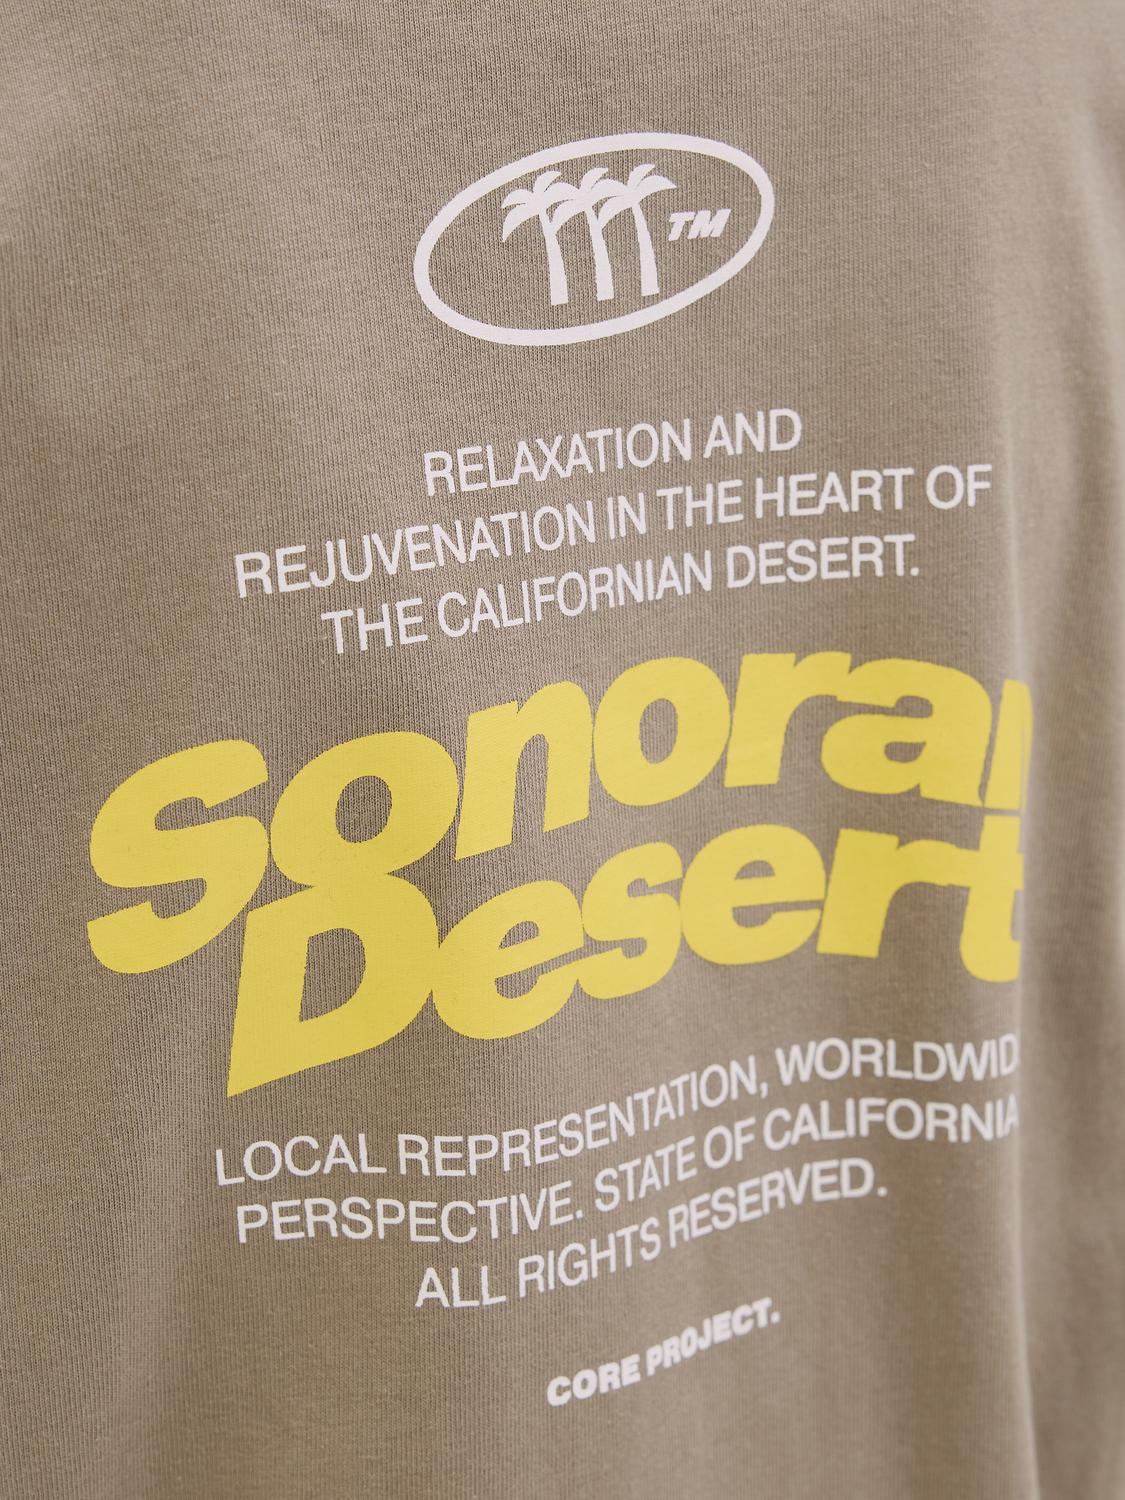 TM
RELAXATION AND
REJUVENATION IN THE HEART OF
THE CALIFORNIAN DESERT.
Sonoran
Desert
LOCAL REPRESENTATION, WORLDWID
PERSPECTIVE. STATE OF CALIFORNIA
ALL RIGHTS RESERVED.
CORE PROJECT.